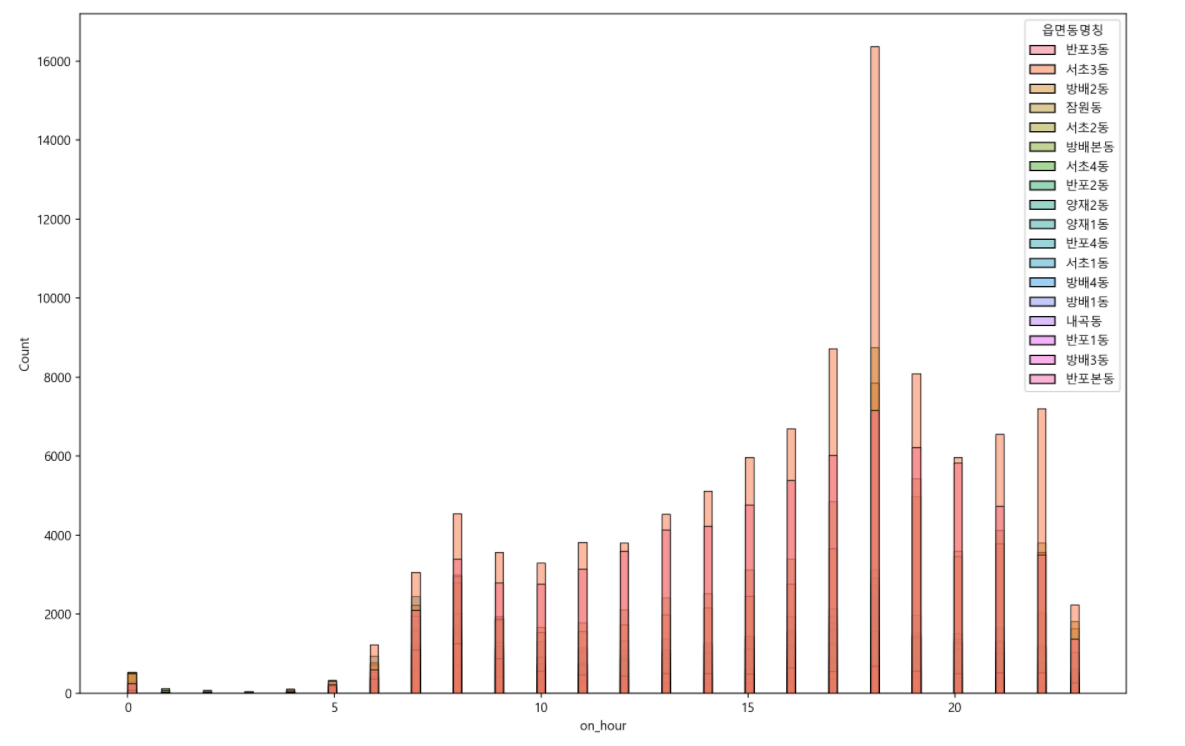 읍면동명칭
반포3동
서초3동
방배2동
잠원동
서초2동
방배본동
서초4동
반포2동
양재2동
양재1동
반포4동
서초1동
방배4동
방배1동
내곡동
반포1동
방배3동
반포본동
16000
14000
12000
10000
8000
6000
4000
2000
0
Count
0 5 10 15 20
on_hour